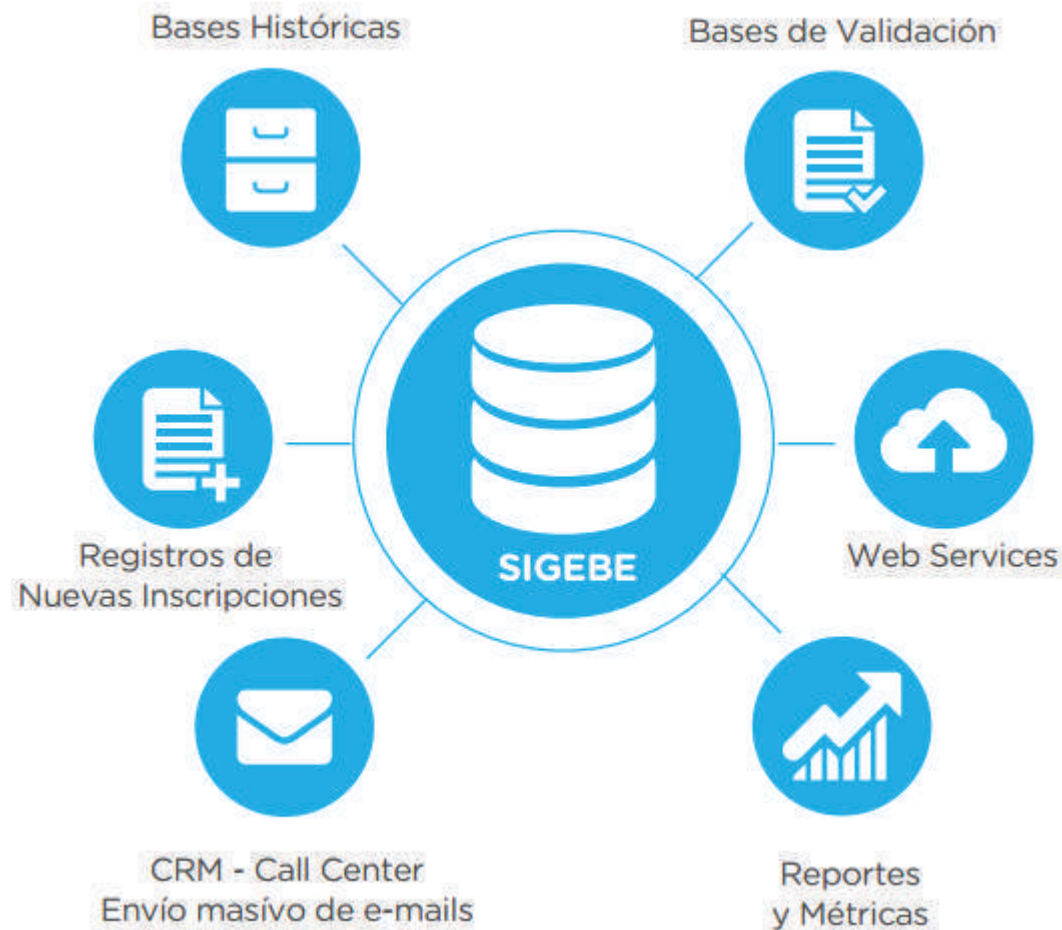 Bases Históricas
Bases de Validación
SIGEBE
Registros de
Nuevas Inscripciones
Web Services
CRM - Call Center
Envío masívo de e-mails
Reportes
y Métricas